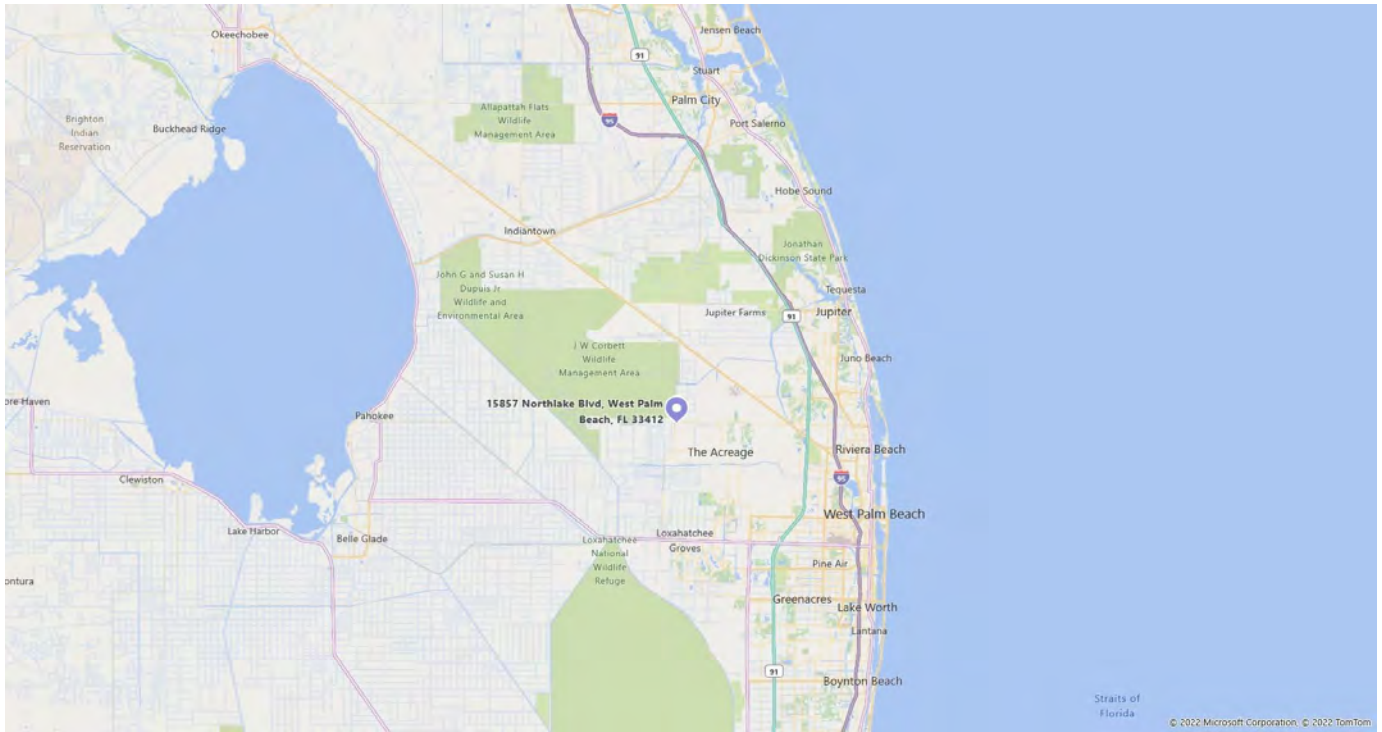 Okeechobee
Jensen Beach
91
Stuart
Palm City
Allapattah Flats
Wildlife
Management Area
95
Brighton
Indian
Reservation
Buckhead Ridge
Port Salerno
Hobe Sound
Indiantown
Jonathan
Dickinson State Park
John G and Susan H
Dupuis Jr
Wildlife and
Environmental Area
Tequesta
Jupiter Farms
91
Jupiter
J W Corbett
Wildlife
Management Area
Juno Beach
ore Haven
Pahokee
15857 Northlake Blvd, West Palm
Beach, FL 33412
The Acreage
Riviera Beach
Clewiston
95
West Palm Beach
Lake Harbor
Belle Glade
Loxahatchee
National
Wildlife
Refuge
Loxahatchee
Groves
Pine Air
ontura
Greenacres
Lake Worth
Lantana
91
Boynton Beach
Straits of
Florida
© 2022 Microsoft Corporation, © 2022 TomTom